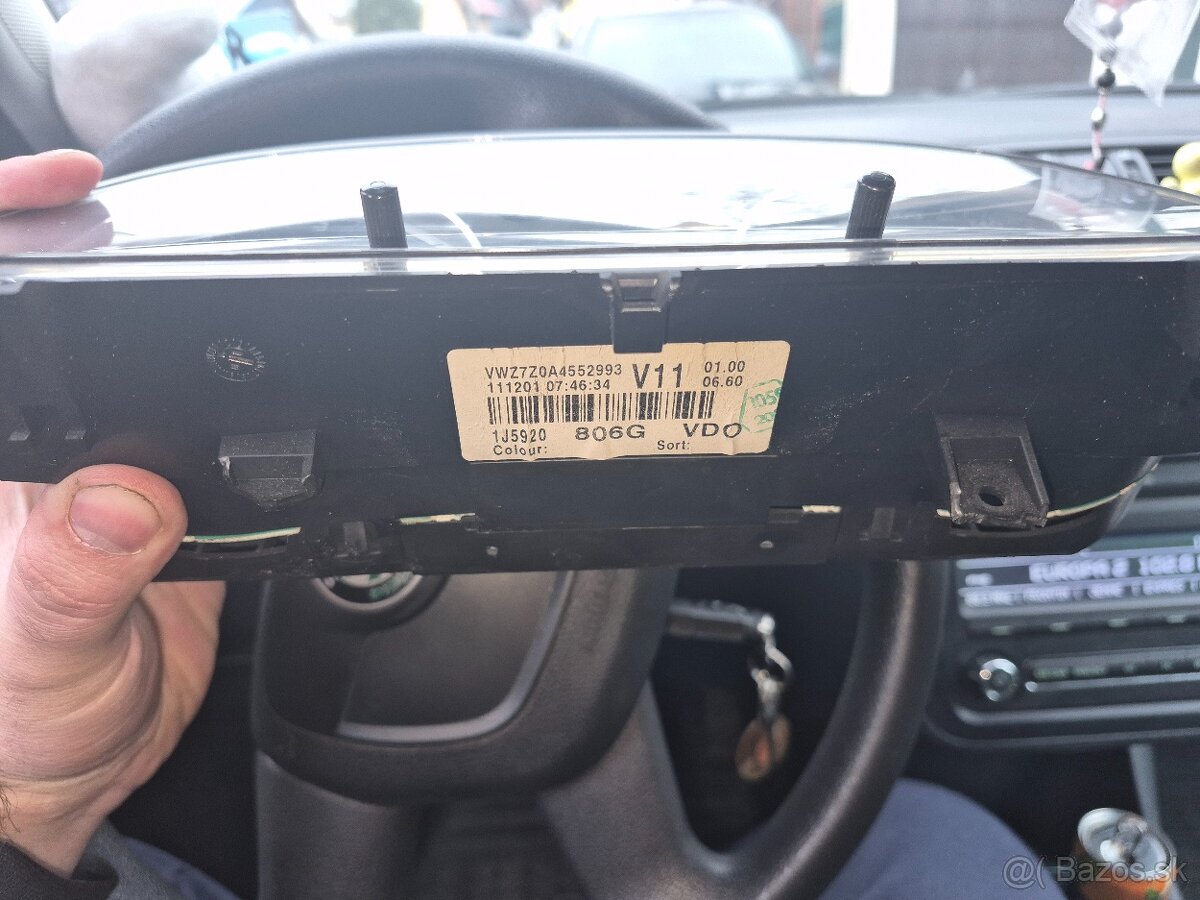 VWZ7Z0A4552993 V11 01.00
111201 07:46:34 06.60
1J5920 806G VDO
Colour: Sort:
EUROPA 2
@( Bazos.sk